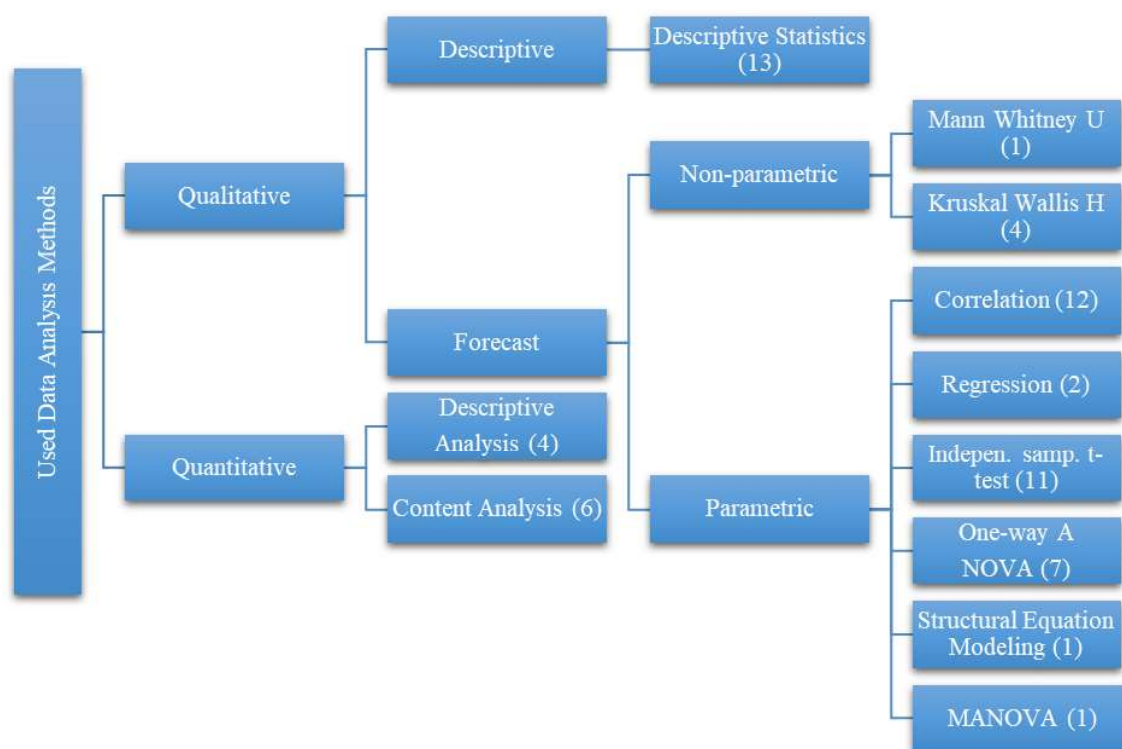 Used Data Analysis Methods
Qualitative
Quantitative
Descriptive
Forecast
Descriptive
Analysis (4)
Content Analysis (6)
Descriptive Statistics
(13)
Non-parametric
Parametric
Mann Whitney U
(1)
Kruskal Wallis H
(4)
Correlation (12)
Regression (2)
Indepen. samp. t-
test (11)
One-way A
NOVA (7)
Structural Equation
Modeling (1)
MANOVA (1)